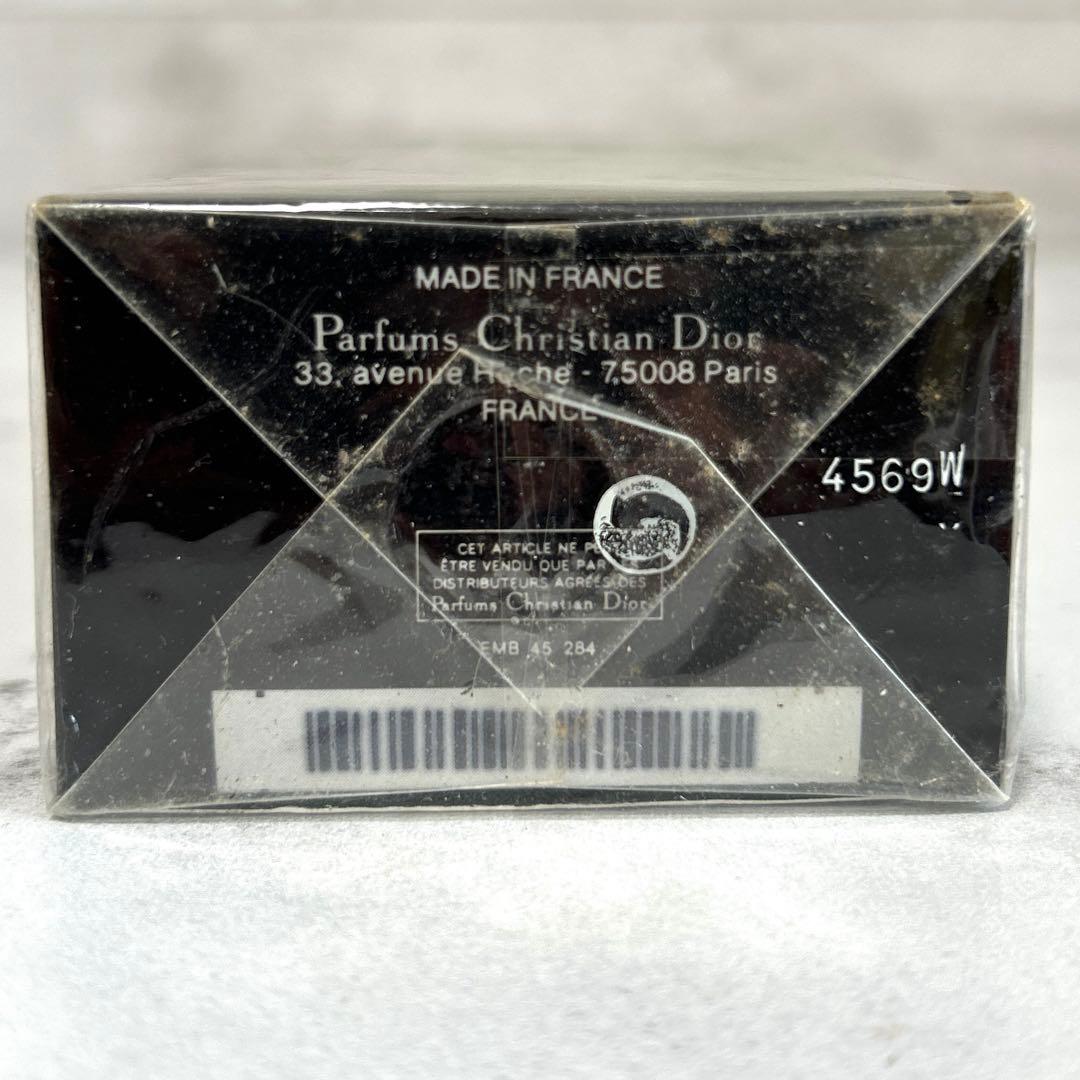 MADE IN FRANCE
Parfums Christian Dior
33, avenue Hoche - 75008 Paris
FRANCE
4569W
CET ARTICLE NE
ÊTRE VENDU QUE PAR
DISTRIBUTEURS AGRÉÉS DES
Parfums Christian Dior
EMB 45 284